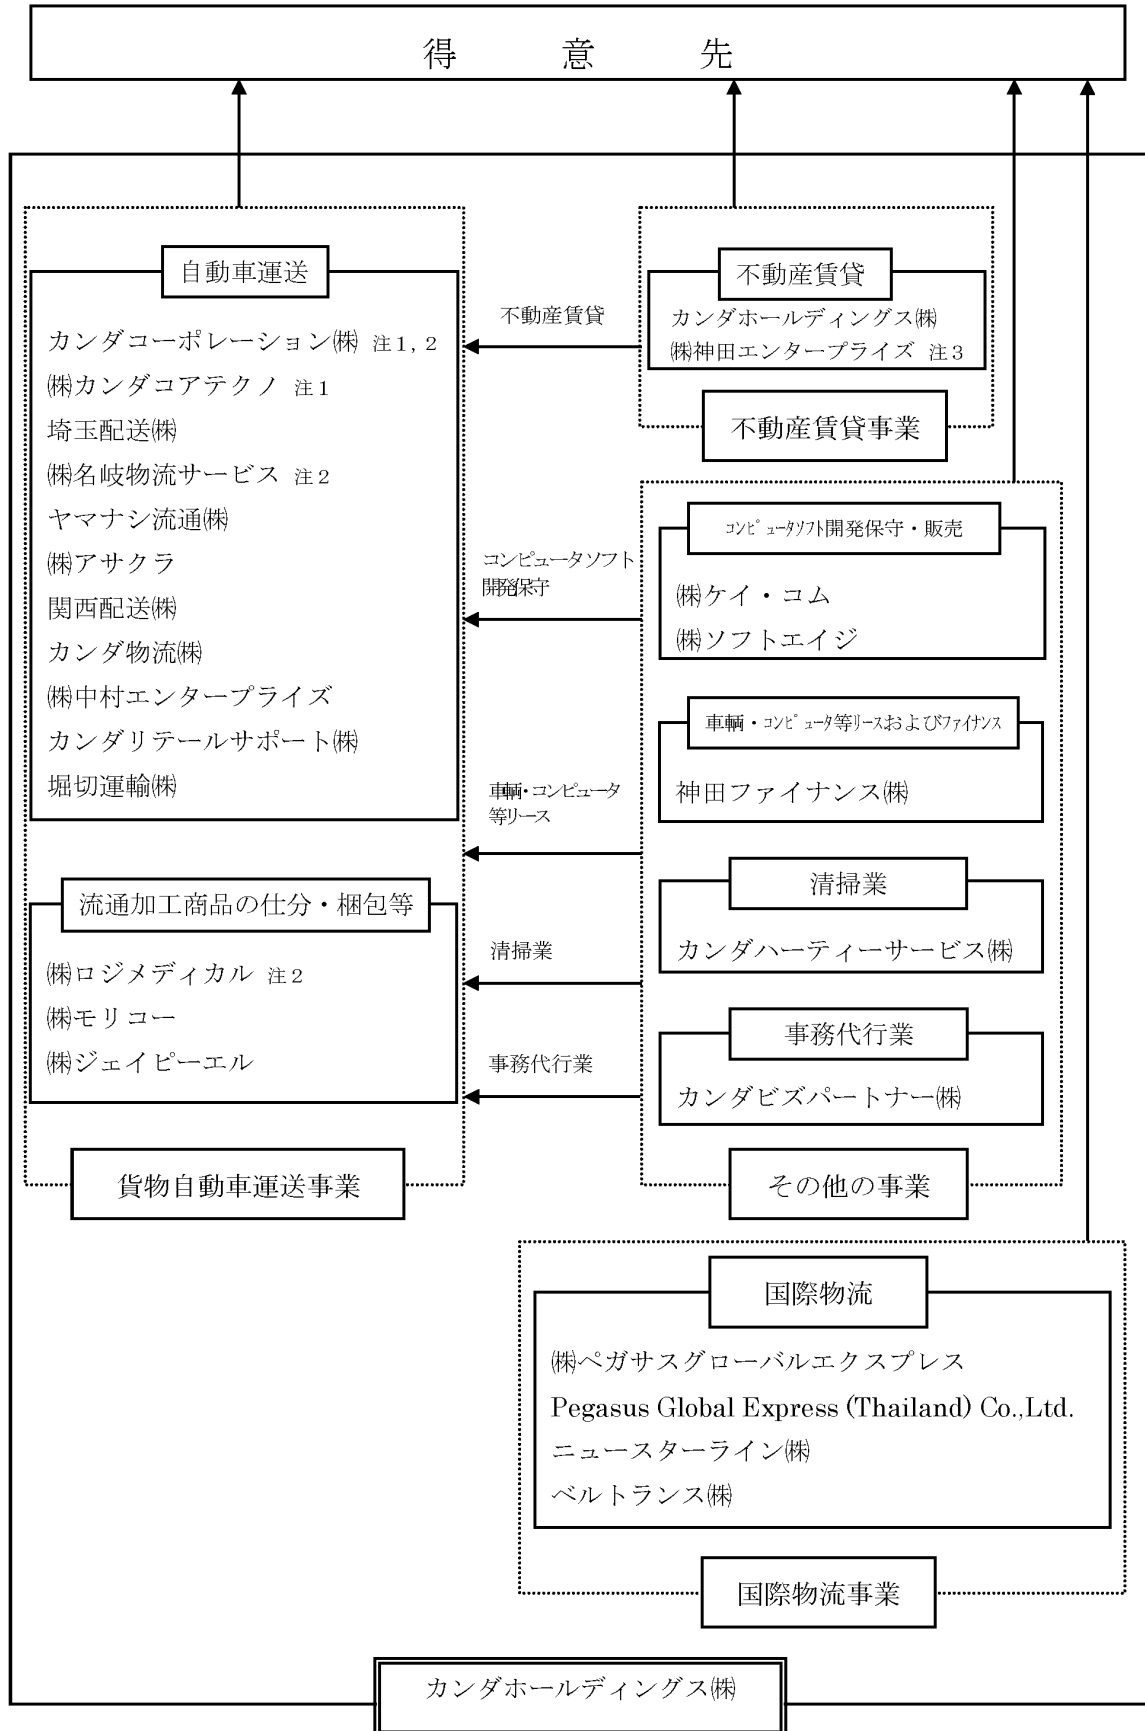 得意先
自動車運送
カンダコーポレーション㈱ 注1,2
㈱カンダコアテクノ 注1
埼玉配送㈱
㈱名岐物流サービス 注2
ヤマナシ流通㈱
㈱アサクラ
関西配送㈱
カンダ物流㈱
㈱中村エンタープライズ
カンダリテールサポート㈱
堀切運輸㈱
流通加工商品の仕分・梱包等
㈱ロジメディカル 注2
㈱モリコー
㈱ジェイピーエル
貨物自動車運送事業
不動産賃貸
コンピュータソフト
開発保守
車輌・コンピュータ
等リース
清掃業
事務代行業
不動産賃貸
カンダホールディングス㈱
㈱神田エンタープライズ 注3
不動産賃貸事業
コンピュータソフト開発保守・販売
㈱ケイ・コム
㈱ソフトエイジ
車輌・コンピュータ等リースおよびファイナンス
神田ファイナンス㈱
清掃業
カンダハーティーサービス㈱
事務代行業
カンダビズパートナー㈱
その他の事業
国際物流
㈱ペガサスグローバルエクスプレス
Pegasus Global Express (Thailand) Co.,Ltd.
ニュースターライン㈱
ベルトランス㈱
国際物流事業
カンダホールディングス㈱